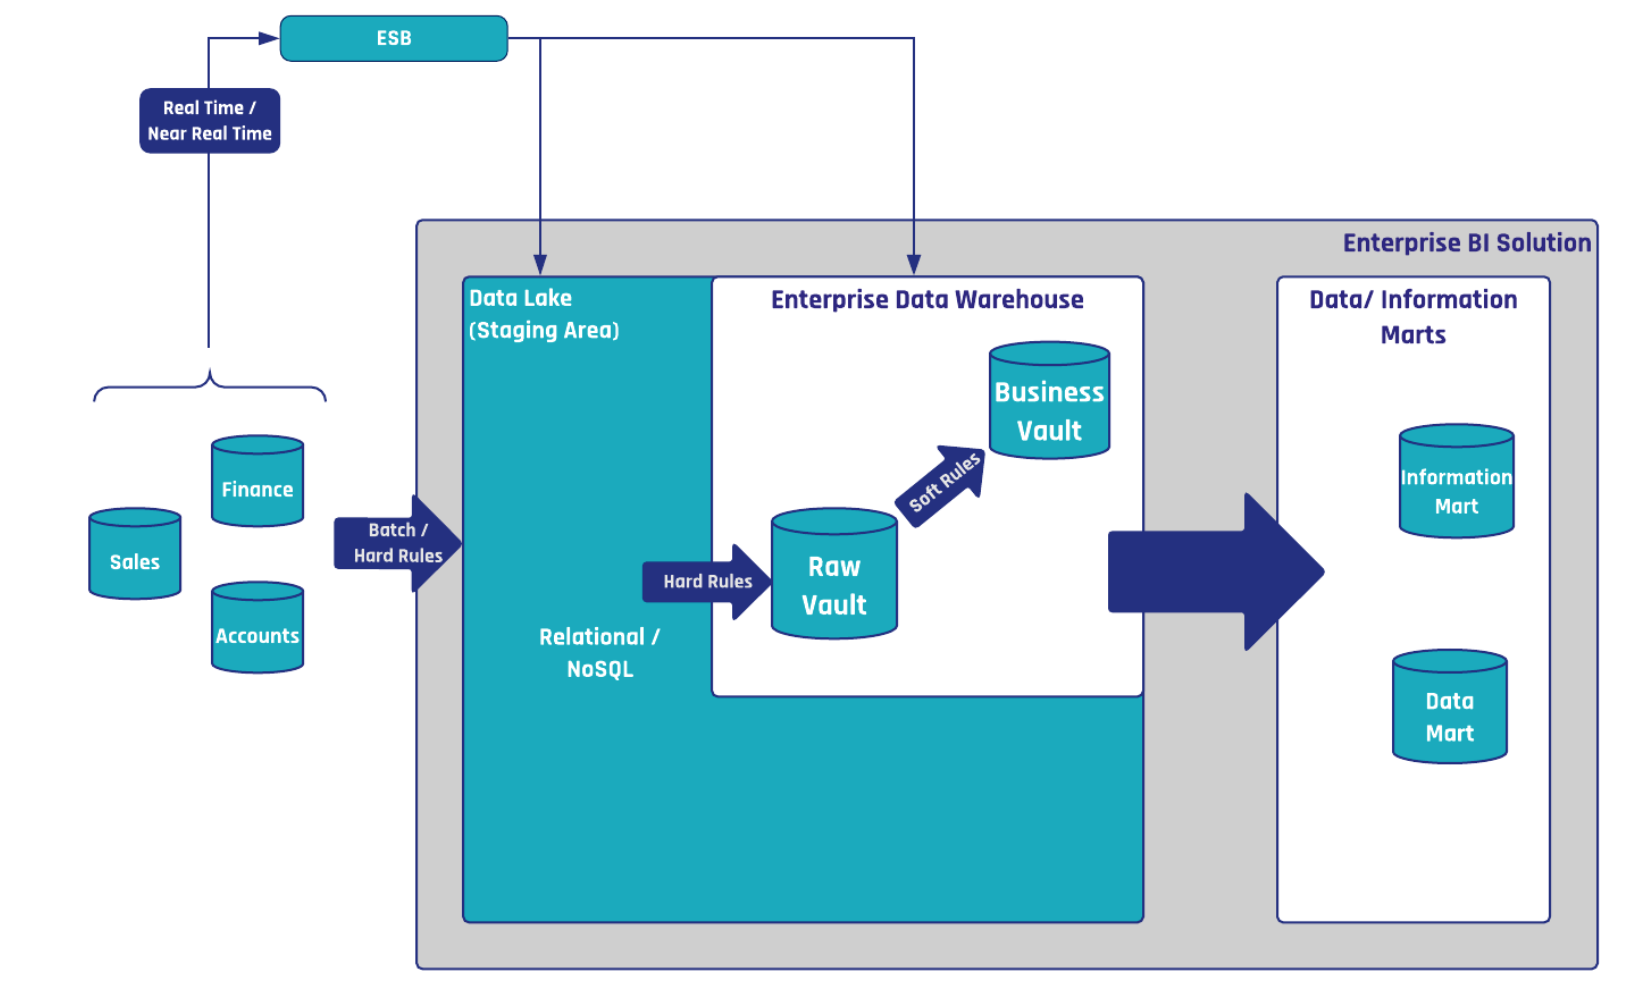 ESB
Real Time /
Near Real Time
Enterprise BI Solution
Data Lake
(Staging Area)
Enterprise Data Warehouse
Data/ Information
Marts
Business
Vault
Soft Rules
Finance
Sales
Accounts
Batch /
Hard Rules
Hard Rules
Raw
Vault
Relational /
NoSQL
Information
Mart
Data
Mart